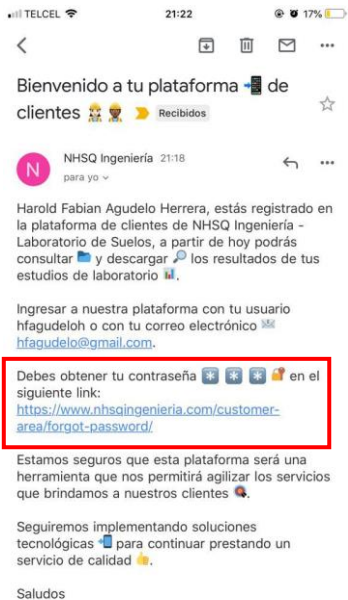 TELCEL 21:22 17%
Bienvenido a tu plataforma 📲 de
clientes 👷🏻 👷🏾 Recibidos
N
NHSQ Ingeniería 21:18
para yo
Harold Fabian Agudelo Herrera, estás registrado en
la plataforma de clientes de NHSQ Ingeniería -
Laboratorio de Suelos, a partir de hoy podrás
consultar 📂 y descargar 🔎 los resultados de tus
estudios de laboratorio 📊.
Ingresar a nuestra plataforma con tu usuario
hfagudeloh o con tu correo electrónico 📧
hfagudelo@gmail.com.
Debes obtener tu contraseña *️⃣ *️⃣ *️⃣ 🔐 en el
siguiente link:
https://www.nhsqingenieria.com/customer-
area/forgot-password/
Estamos seguros que esta plataforma será una
herramienta que nos permitirá agilizar los servicios
que brindamos a nuestros clientes 🎯.
Seguiremos implementando soluciones
tecnológicas 📲 para continuar prestando un
servicio de calidad 👍.
Saludos